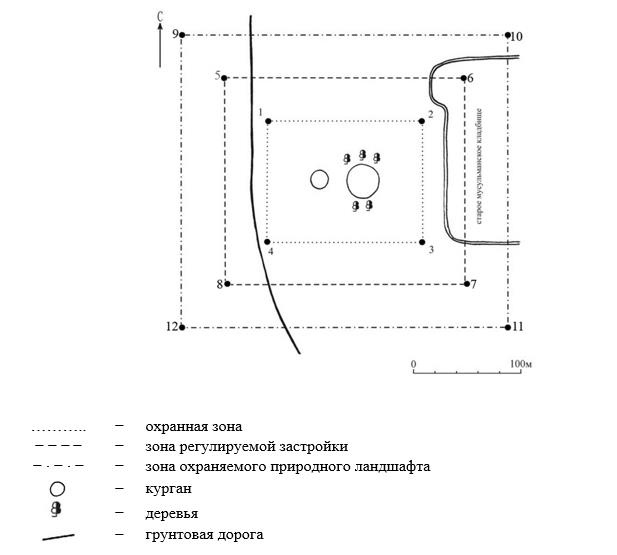 С
9
10
5
6
1
2
старое мусульманское кладбище
4
3
8
7
12
11
0
100м
– охранная зона
– зона регулируемой застройки
– зона охраняемого природного ландшафта
– курган
– деревья
– грунтовая дорога